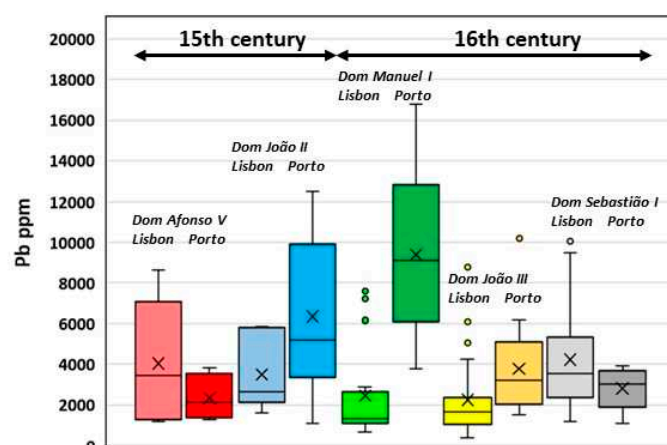 15th century 16th century
20000
18000
16000
14000
12000
10000
8000
6000
4000
2000
0
Pb ppm
Dom Manuel I
Lisbon Porto
Dom João II
Lisbon Porto
Dom Sebastião I
Lisbon Porto
Dom Afonso V
Lisbon Porto
Dom João III
Lisbon Porto